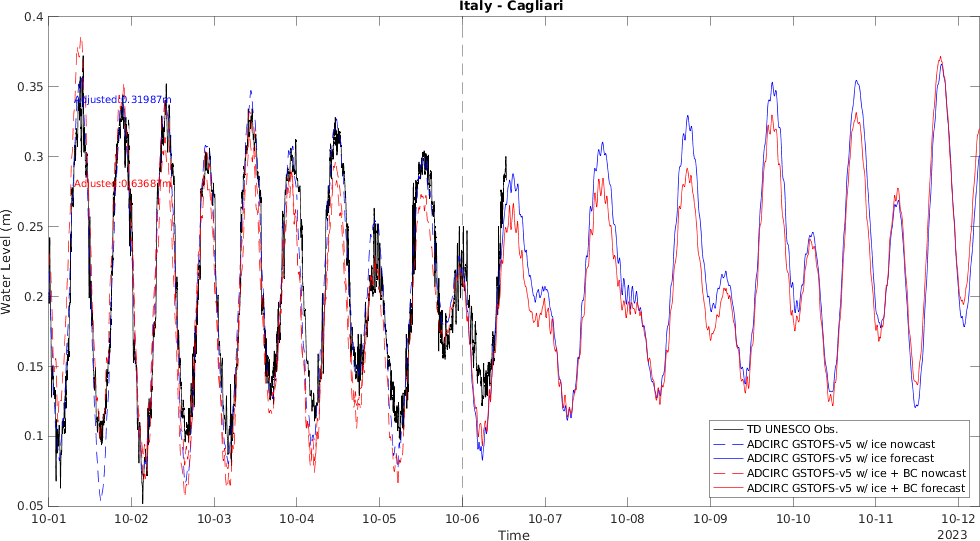 Italy - Cagliari
0.4
0.35
0.3
0.25
0.2
0.15
0.1
0.05
Water Level (m)
Adjusted:0.31987m
Adjusted:0.63687m
TD UNESCO Obs.
ADCIRC GSTOFS-v5 w/ ice nowcast
ADCIRC GSTOFS-v5 w/ ice forecast
ADCIRC GSTOFS-v5 w/ ice + BC nowcast
ADCIRC GSTOFS-v5 w/ ice + BC forecast
10-01 10-02 10-03 10-04 10-05 10-06 10-07 10-08 10-09 10-10 10-11 10-12
Time
2023